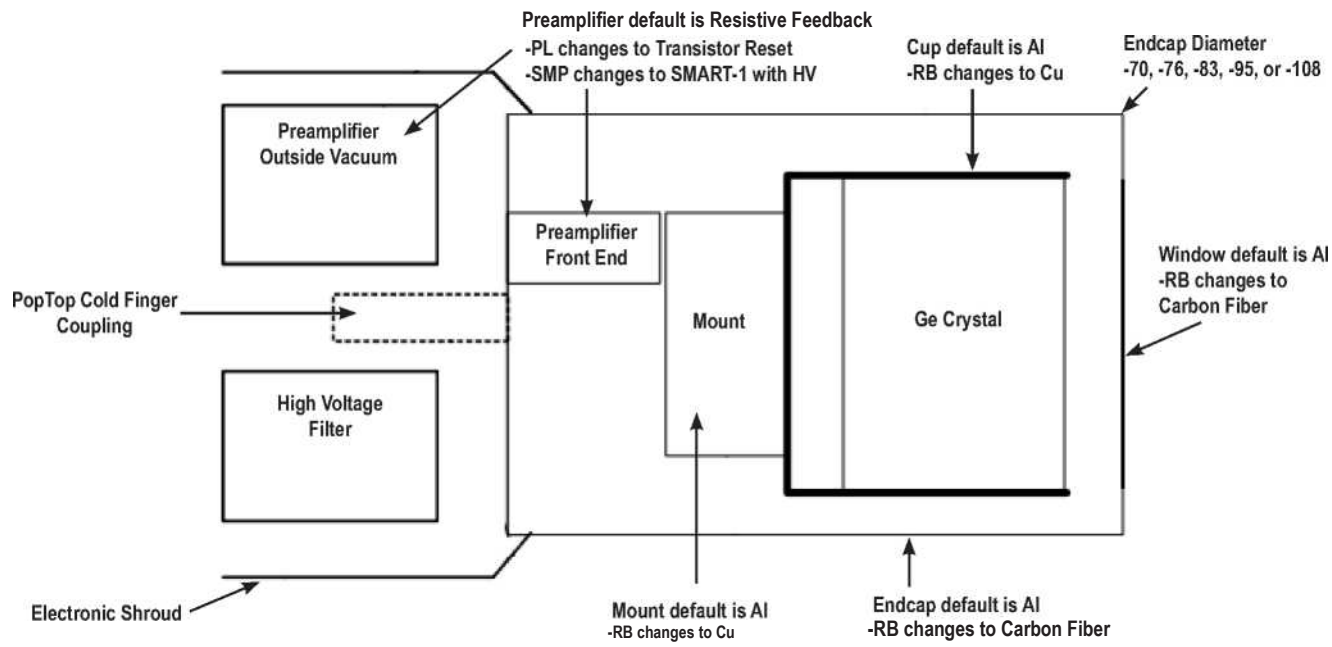 Preamplifier default is Resistive Feedback
-PL changes to Transistor Reset
-SMP changes to SMART-1 with HV
Cup default is Al
-RB changes to Cu
Endcap Diameter
-70, -76, -83, -95, or -108
Preamplifier
Outside Vacuum
Preamplifier
Front End
Window default is Al
-RB changes to
Carbon Fiber
PopTop Cold Finger
Coupling
Mount
Ge Crystal
High Voltage
Filter
Electronic Shroud
Mount default is Al
-RB changes to Cu
Endcap default is Al
-RB changes to Carbon Fiber